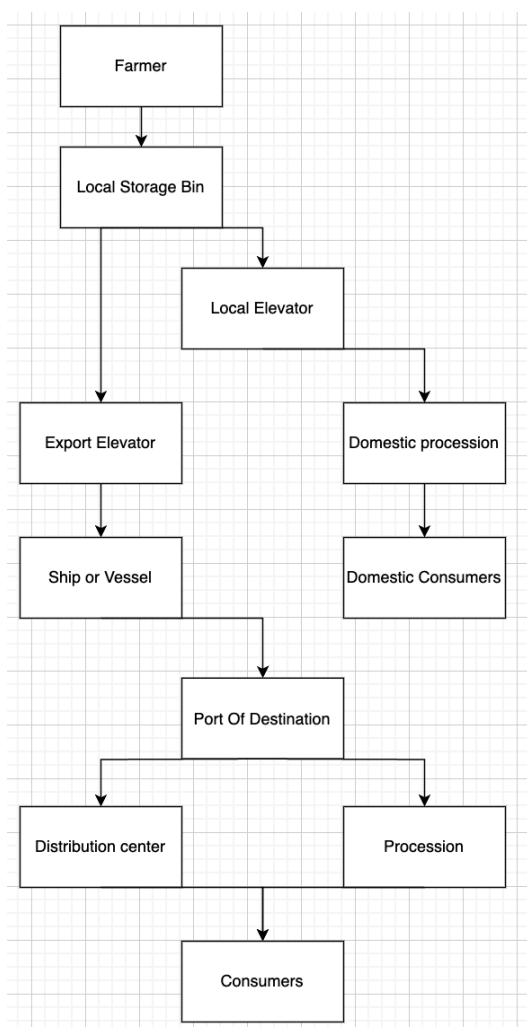 Farmer
Local Storage Bin
Local Elevator
Export Elevator
Domestic procession
Ship or Vessel
Domestic Consumers
Port Of Destination
Distribution center
Procession
Consumers